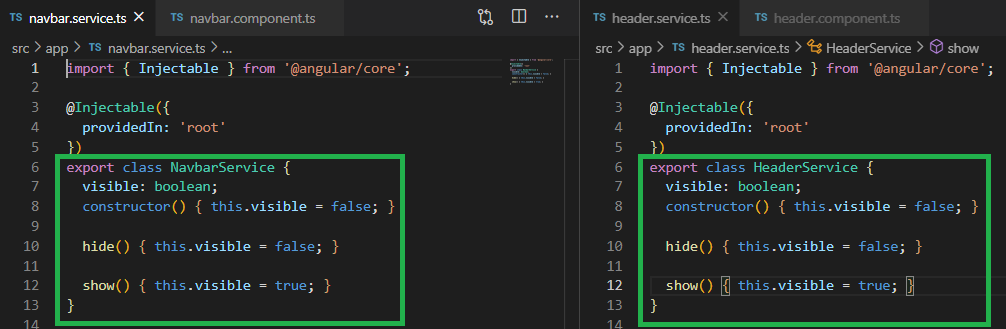 TS navbar.service.ts ×
TS navbar.component.ts
src > app > TS navbar.service.ts > ...
1 import { Injectable } from '@angular/core';
2
3 @Injectable({
4 providedIn: 'root'
5 })
6 export class NavbarService {
7 visible: boolean;
8 constructor() { this.visible = false; }
9
10 hide() { this.visible = false; }
11
12 show() { this.visible = true; }
13 }
14
TS header.service.ts ×
TS header.component.ts
src > app > TS header.service.ts > HeaderService > show
1 import { Injectable } from '@angular/core';
2
3 @Injectable({
4 providedIn: 'root'
5 })
6 export class HeaderService {
7 visible: boolean;
8 constructor() { this.visible = false; }
9
10 hide() { this.visible = false; }
11
12 show() { this.visible = true; }
13 }
14